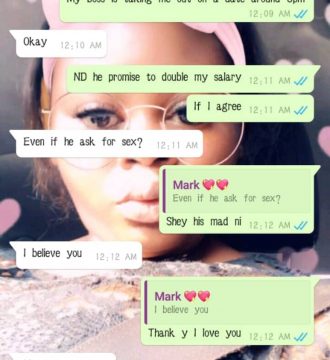 My boss is taking me out on a date around 8pm
12:09 AM
Okay
12:10 AM
ND he promise to double my salary
12:11 AM
If I agree
12:11 AM
Even if he ask for sex?
12:11 AM
Mark💖💖
Even if he ask for sex?
Shey his mad ni
12:12 AM
I believe you
12:12 AM
Mark💖💖
I believe you
Thank y I love you
12:12 AM